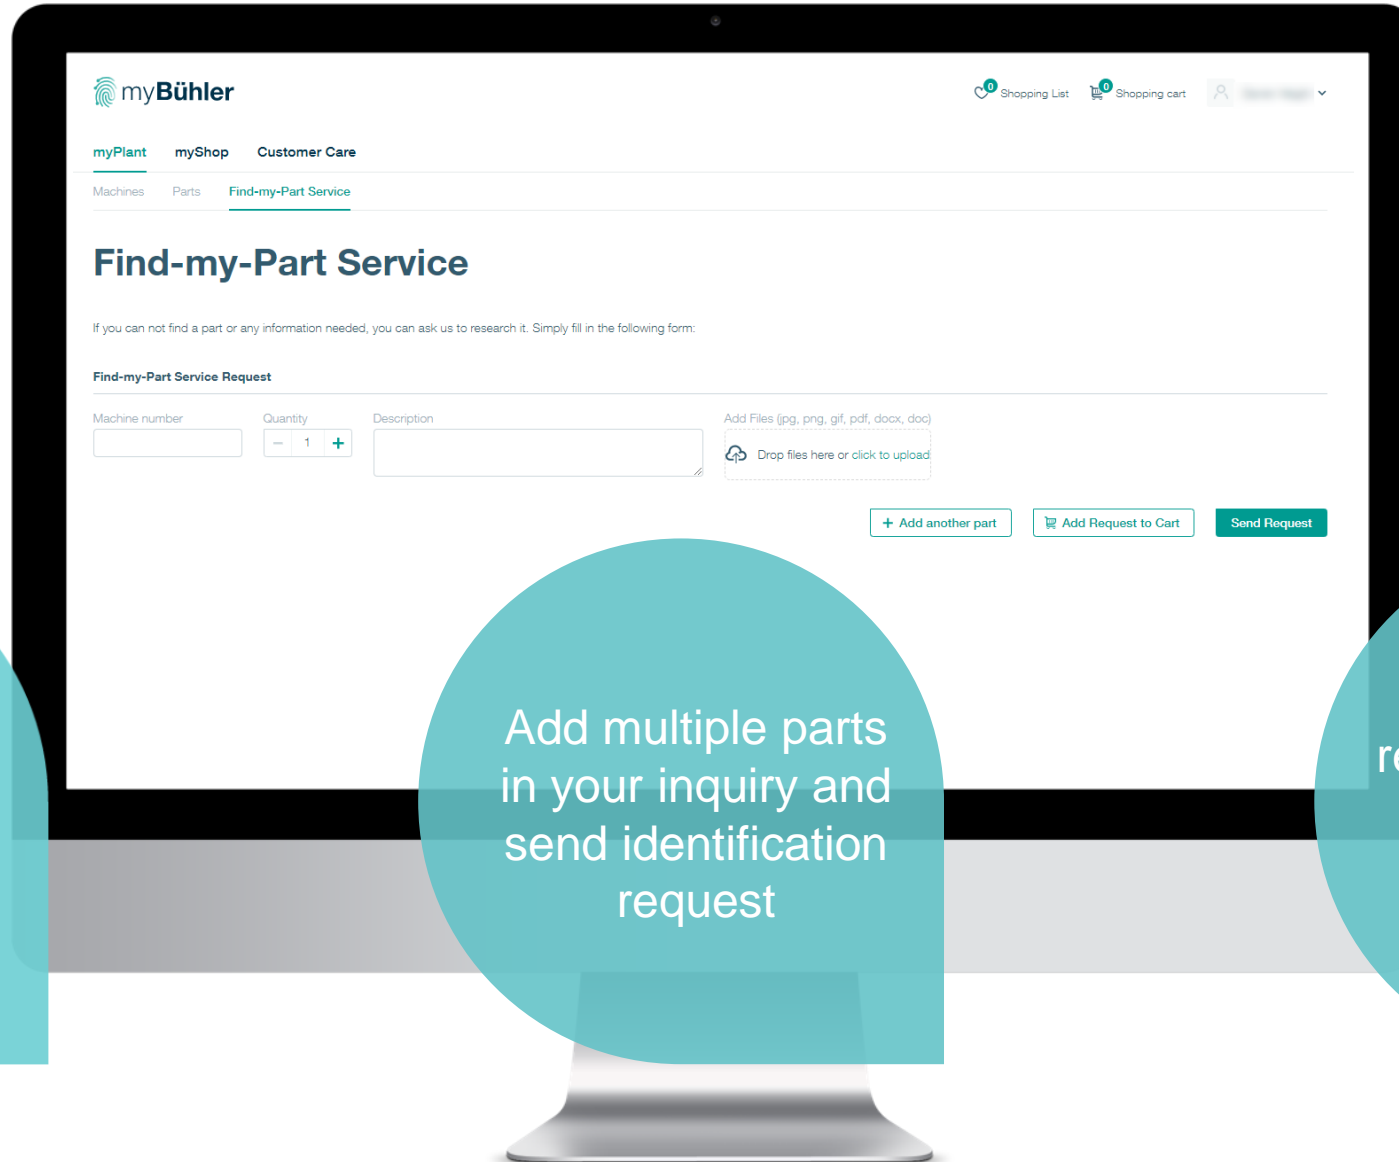 myBühler
0 Shopping List 0 Shopping cart
myPlant myShop Customer Care
Machines Parts Find-my-Part Service
Find-my-Part Service
If you can not find a part or any information needed, you can ask us to research it. Simply fill in the following form:
Find-my-Part Service Request
Machine number Quantity Description Add Files (jpg, png, gif, pdf, docx, doc)
− 1 + Drop files here or click to upload
+ Add another part Add Request to Cart Send Request
Add multiple parts
in your inquiry and
send identification
request